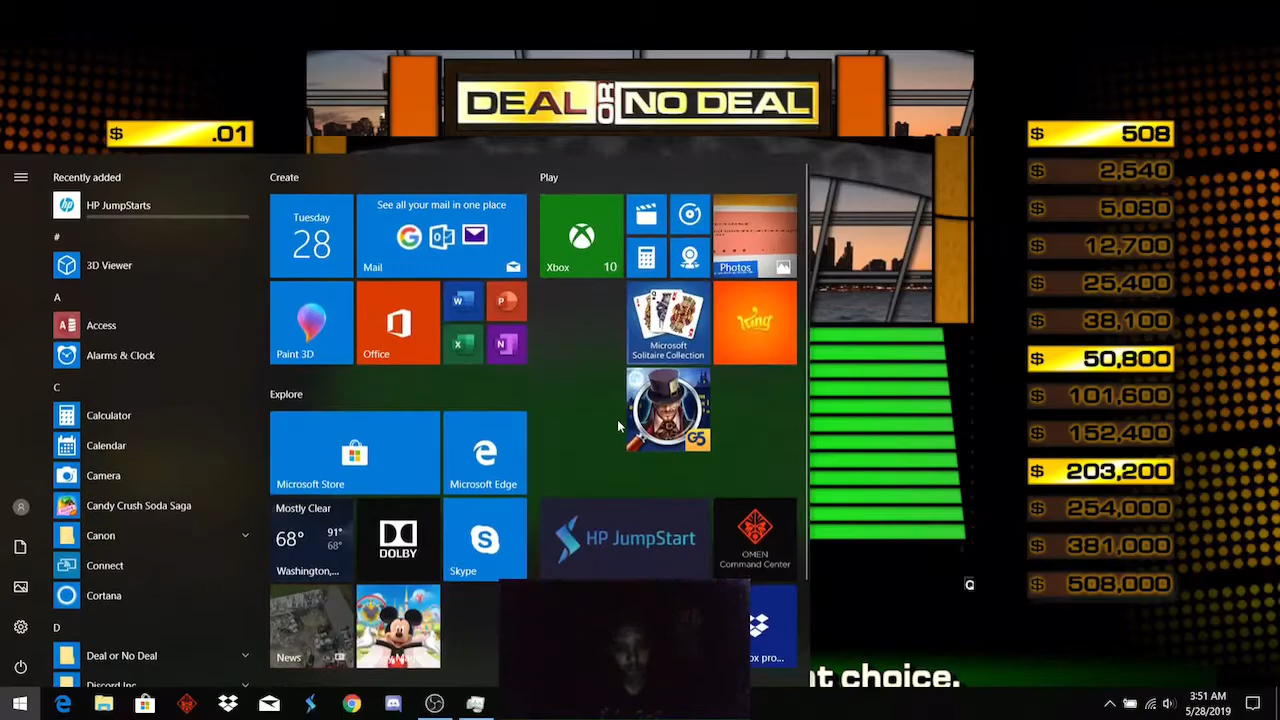 DEAL OR NO DEAL
$ .01
$ 508
$ 2,540
$ 5,080
$ 12,700
$ 25,400
$ 38,100
$ 50,800
$ 101,600
$ 152,400
$ 203,200
$ 254,000
$ 381,000
$ 508,000
Recently added
HP JumpStarts
#
3D Viewer
A
Access
Alarms & Clock
C
Calculator
Calendar
Camera
Candy Crush Soda Saga
Canon
Connect
Cortana
D
Deal or No Deal
Discord Inc
Create
Tuesday
28
See all your mail in one place
Mail
Paint 3D
Office
Explore
Microsoft Store
Microsoft Edge
Mostly Clear
68° 91°
68°
Washington,...
DOLBY
Skype
News
Play
Xbox 10
Photos
Microsoft
Solitaire Collection
King
G5
HP JumpStart
OMEN
Command Center
ox pro...
Q
nt choice.
3:51 AM
5/28/2019